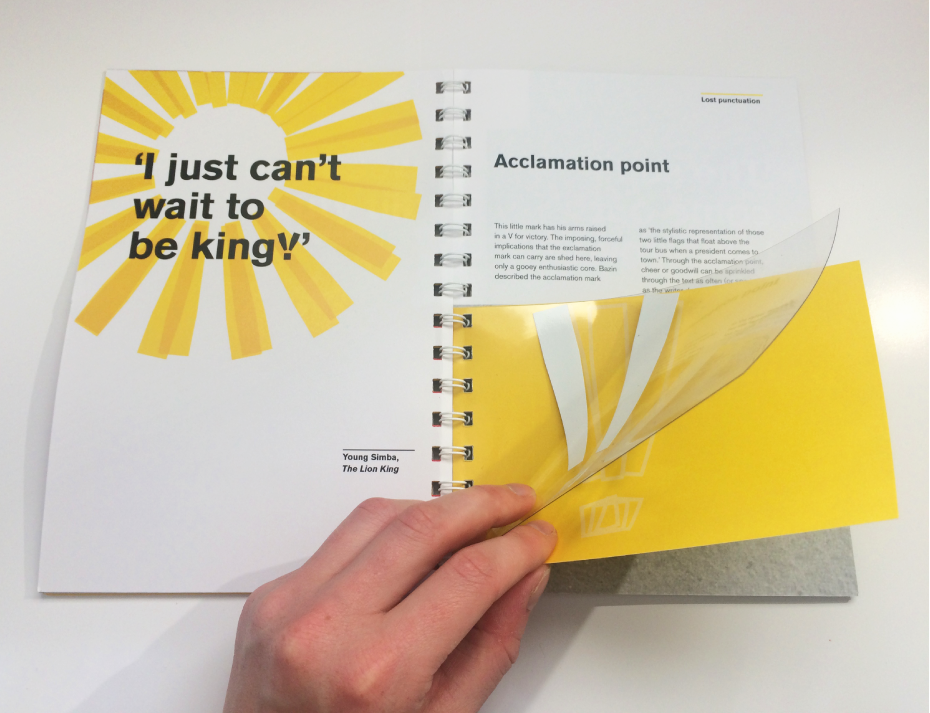 ‘I just can’t
wait to
be king!’
Young Simba,
The Lion King
Lost punctuation
Acclamation point
This little mark has his arms raised
in a V for victory. The imposing, forceful
implications that the exclamation
mark can carry are shed here, leaving
only a gooey enthusiastic core. Bazin
described the acclamation mark
as ‘the stylistic representation of those
two little flags that float above the
tour bus when a president comes to
town.’ Through the acclamation point,
cheer or goodwill can be sprinkled
through the text as often
as the writer